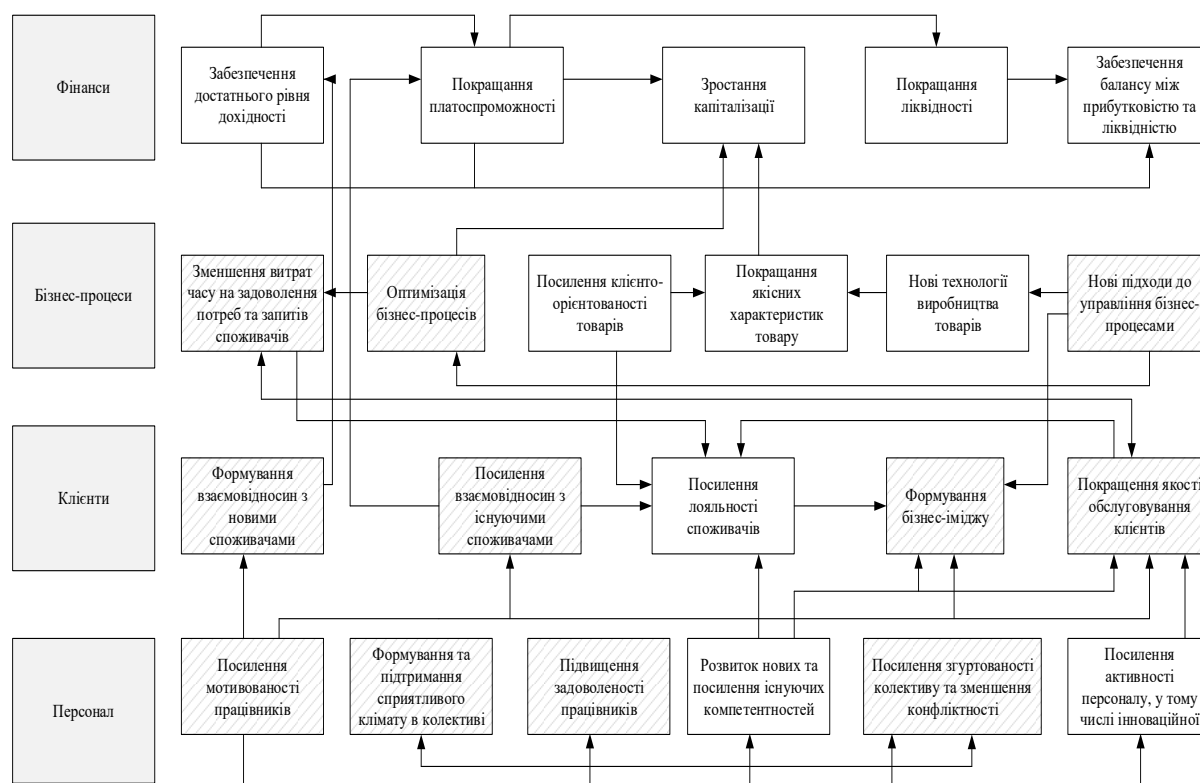 Фінанси
Забезпечення
достатнього рівня
дохідності
Покращання
платоспроможності
Зростання
капіталізації
Покращання
ліквідності
Забезпечення
балансу між
прибутковістю та
ліквідністю
Бізнес-процеси
Зменшення витрат
часу на задоволення
потреб та запитів
споживачів
Оптимізація
бізнес-процесів
Посилення клієнто-
орієнтованості
товарів
Покращання
якісних
характеристик
товару
Нові технології
виробництва
товарів
Нові підходи до
управління бізнес-
процесами
Клієнти
Формування
взаємовідносин з
новими
споживачами
Посилення
взаємовідносин з
існуючими
споживачами
Посилення
лояльності
споживачів
Формування
бізнес-іміджу
Покращення якості
обслуговування
клієнтів
Персонал
Посилення
мотивованості
працівників
Формування та
підтримання
сприятливого
клімату в колективі
Підвищення
задоволеності
працівників
Розвиток нових та
посилення існуючих
компетентностей
Посилення згуртованості
колективу та зменшення
конфліктності
Посилення
активності
персоналу, у тому
числі інноваційної